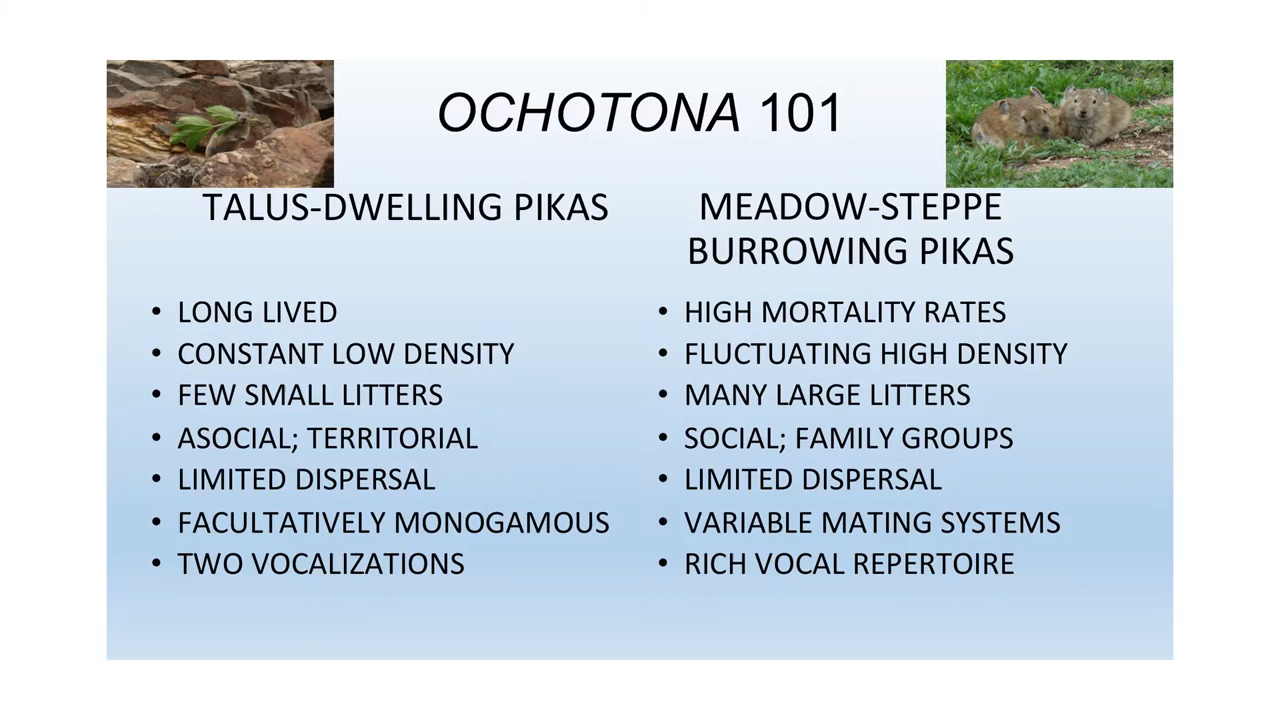 OCHOTONA 101
TALUS-DWELLING PIKAS
• LONG LIVED
• CONSTANT LOW DENSITY
• FEW SMALL LITTERS
• ASOCIAL; TERRITORIAL
• LIMITED DISPERSAL
• FACULTATIVELY MONOGAMOUS
• TWO VOCALIZATIONS
MEADOW-STEPPE
BURROWING PIKAS
• HIGH MORTALITY RATES
• FLUCTUATING HIGH DENSITY
• MANY LARGE LITTERS
• SOCIAL; FAMILY GROUPS
• LIMITED DISPERSAL
• VARIABLE MATING SYSTEMS
• RICH VOCAL REPERTOIRE